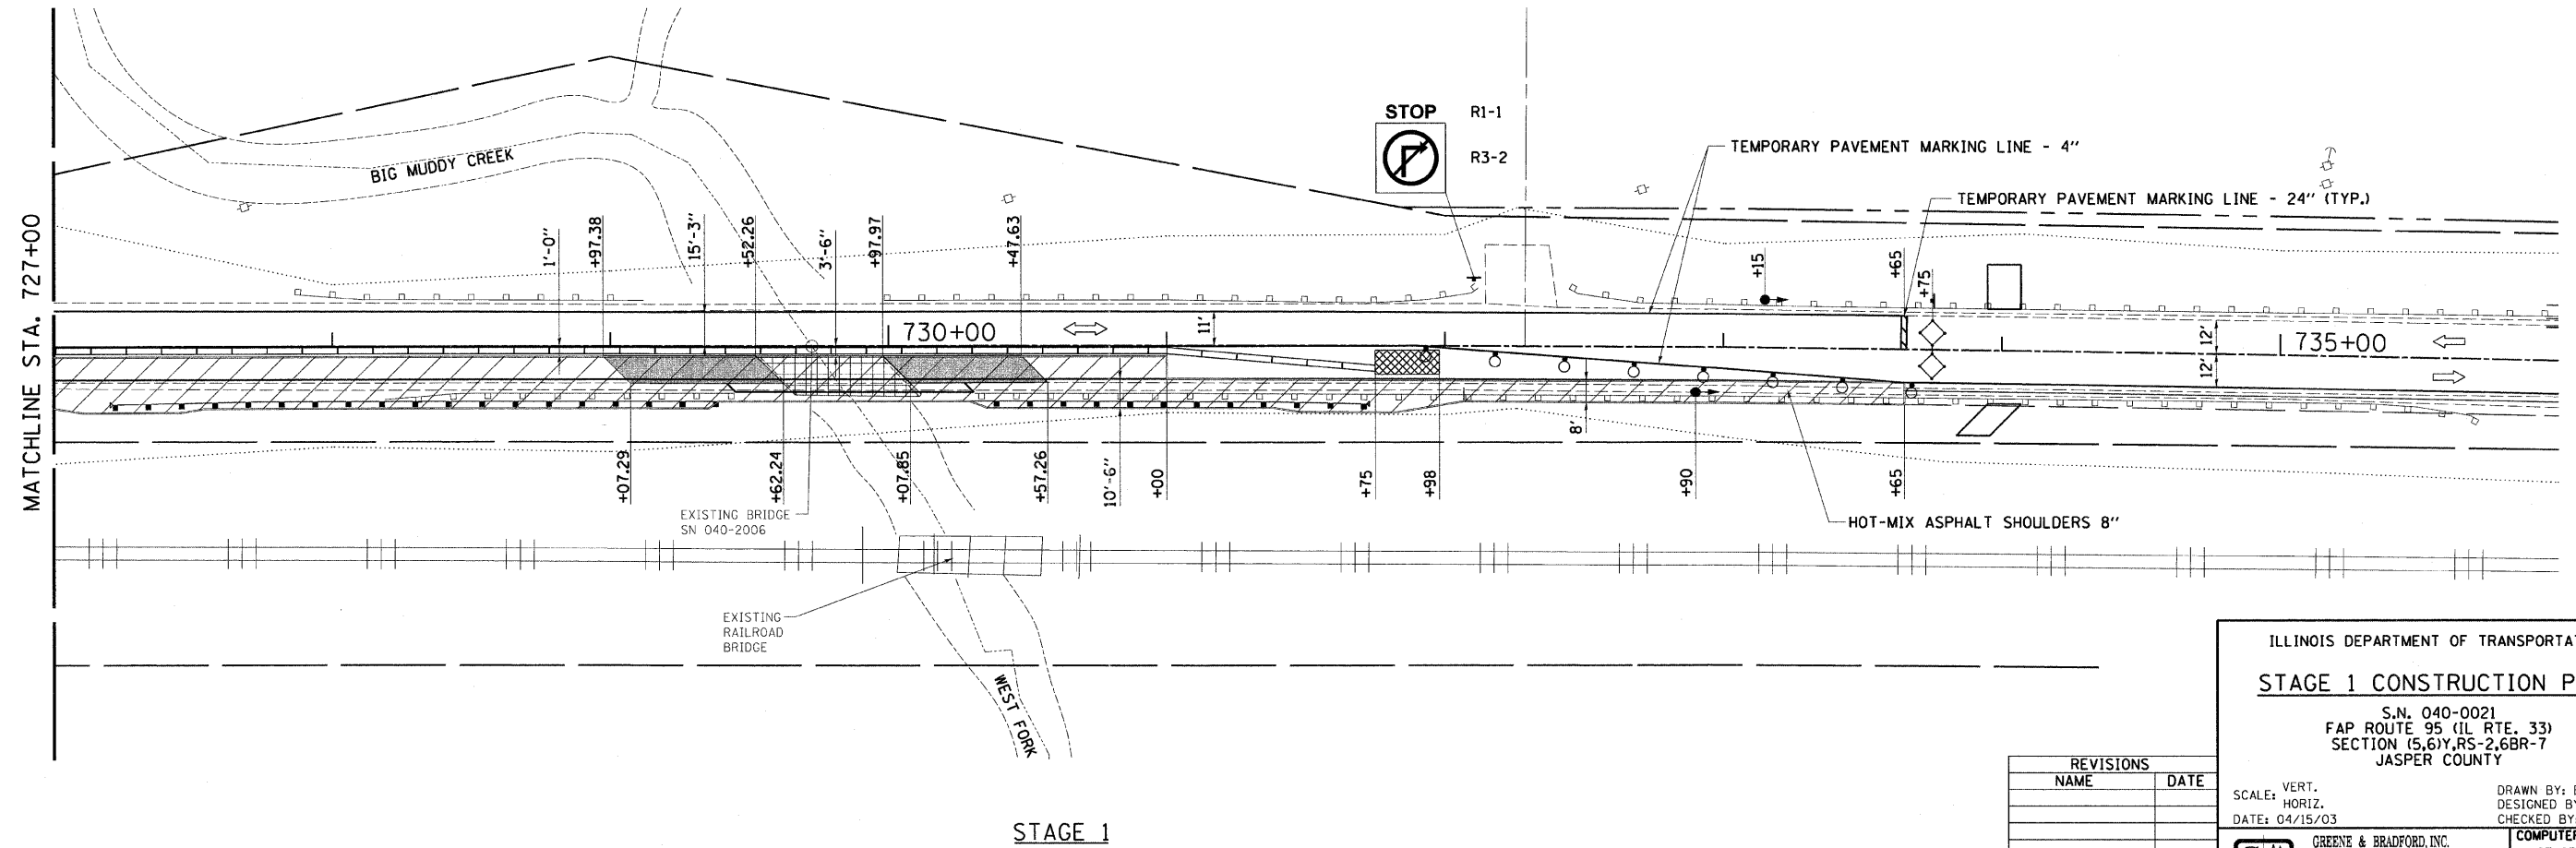 STOP
R1-1
R3-2
TEMPORARY PAVEMENT MARKING LINE - 4"
TEMPORARY PAVEMENT MARKING LINE - 24" (TYP.)
BIG MUDDY CREEK
MATCHLINE STA. 727+00
1'-0"
+97.38
15'-3"
+52.26
3'-6"
+97.97
+47.63
+15
+65
+75
730+00
11'
12'
12'
735+00
8'
+07.29
+62.24
+07.85
+57.26
10'-6"
+00
+75
+98
+90
+65
EXISTING BRIDGE
SN 040-2006
HOT-MIX ASPHALT SHOULDERS 8"
EXISTING
RAILROAD
BRIDGE
WEST FORK
STAGE 1
REVISIONS
NAME DATE
ILLINOIS DEPARTMENT OF TRANSPORTA
STAGE 1 CONSTRUCTION P
S.N. 040-0021
FAP ROUTE 95 (IL RTE. 33)
SECTION (5,6)Y,RS-2,6BR-7
JASPER COUNTY
SCALE: VERT.
HORIZ.
DATE: 04/15/03
DRAWN BY:
DESIGNED BY
CHECKED BY:
GREENE & BRADFORD, INC.
COMPUTER